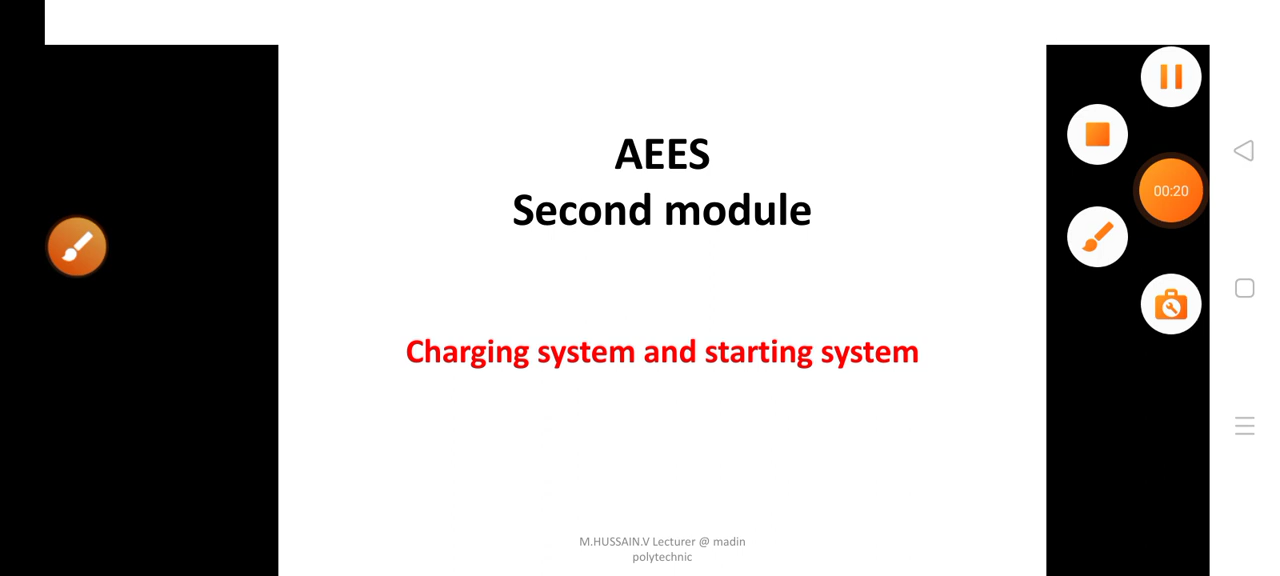 AEES
Second module
00:20
Charging system and starting system
M.HUSSAIN.V Lecturer @ madin
polytechnic